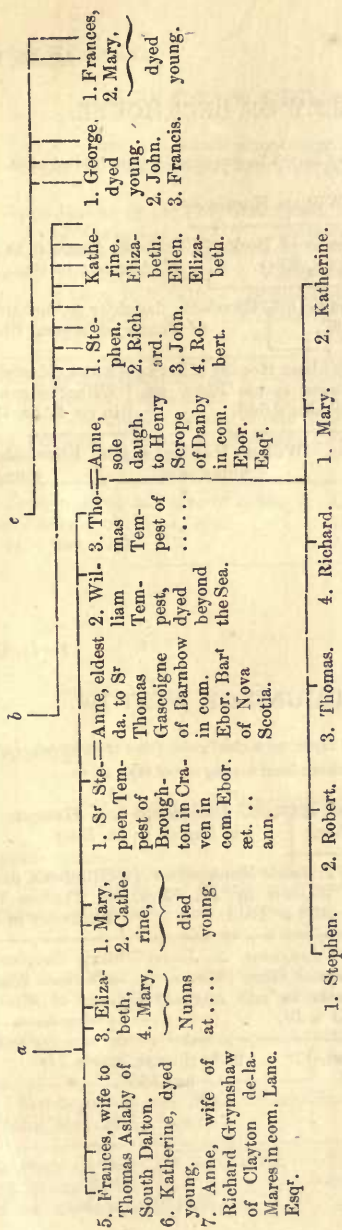 a
b
c
5. Frances, wife to
Thomas Aslaby of
South Dalton.
6. Katherine, dyed
young.
7. Anne, wife of
Richard Grymshaw
of Clayton de-la-
Mares in com. Lanc.
Esqr.
3. Eliza-
beth,
4. Mary,
Nunns
at . . . .
1. Mary,
2. Cathe-
rine,
died
young.
1. Sr Ste-
phen Tem-
pest of
Brough-
ton in Cra-
ven in
com. Ebor.
æt. . .
ann.
Anne, eldest
da. to Sr
Thomas
Gascoigne
of Barnbow
in com.
Ebor. Bart
of Nova
Scotia.
2. Wil-
liam
Tem-
pest,
dyed
beyond
the Sea.
3. Tho-
mas
Tem-
pest of
. . . . . .
Anne,
sole
daugh.
to Henry
Scrope
of Danby
in com.
Ebor.
Esqr.
1. Ste-
phen.
2. Rich-
ard.
3. John.
4. Ro-
bert.
Kathe-
rine.
Eliza-
beth.
Ellen.
Eliza-
beth.
1. George,
dyed
young.
2. John.
3. Francis.
1. Frances,
2. Mary,
dyed
young.
1. Stephen.
2. Robert.
3. Thomas.
4. Richard.
1. Mary.
2. Katherine.